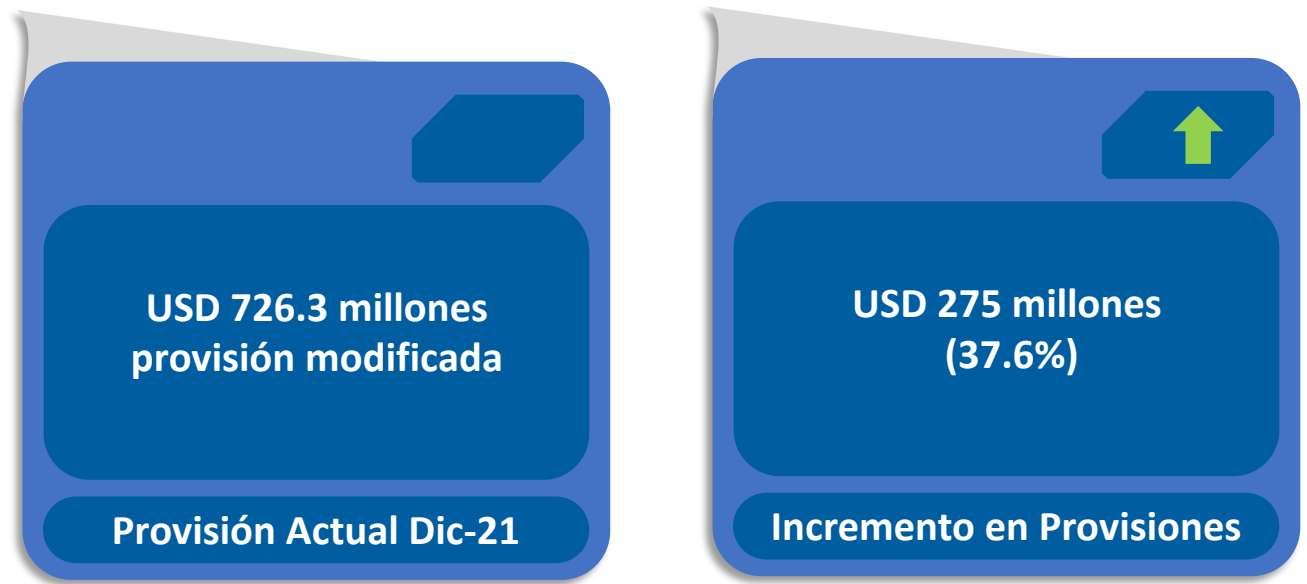 USD 726.3 millones
provisión modificada
Provisión Actual Dic-21
USD 275 millones
(37.6%)
Incremento en Provisiones